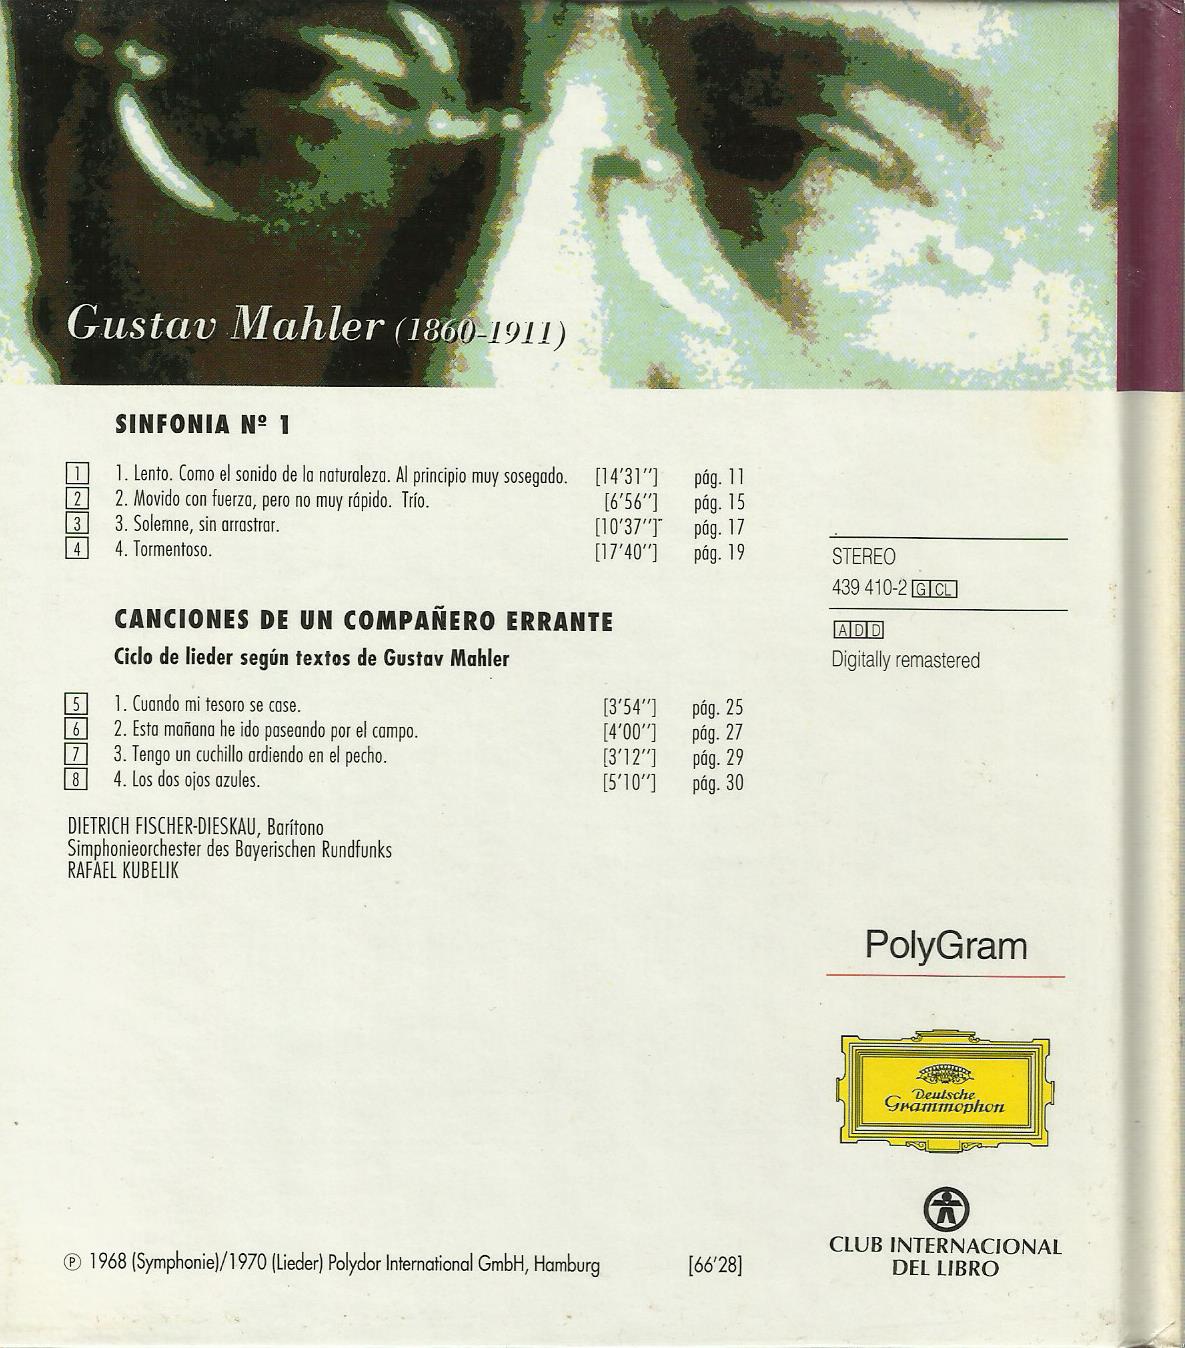 Gustav Mahler (1860-1911)
SINFONIA Nº 1
1 1. Lento. Como el sonido de la naturaleza. Al principio muy sosegado. [14'31''] pág. 11
2 2. Movido con fuerza, pero no muy rápido. Trío. [6'56''] pág. 15
3 3. Solemne, sin arrastrar. [10'37''] pág. 17
4 4. Tormentoso. [17'40''] pág. 19
STEREO
439 410-2 G CL
ADD
Digitally remastered
CANCIONES DE UN COMPAÑERO ERRANTE
Ciclo de lieder según textos de Gustav Mahler
5 1. Cuando mi tesoro se case. [3'54''] pág. 25
6 2. Esta mañana he ido paseando por el campo. [4'00''] pág. 27
7 3. Tengo un cuchillo ardiendo en el pecho. [3'12''] pág. 29
8 4. Los dos ojos azules. [5'10''] pág. 30
DIETRICH FISCHER-DIESKAU, Barítono
Simphonieorchester des Bayerischen Rundfunks
RAFAEL KUBELIK
PolyGram
Deutsche
Grammophon
CLUB INTERNACIONAL
DEL LIBRO
Ⓟ 1968 (Symphonie)/1970 (Lieder) Polydor International GmbH, Hamburg [66'28]